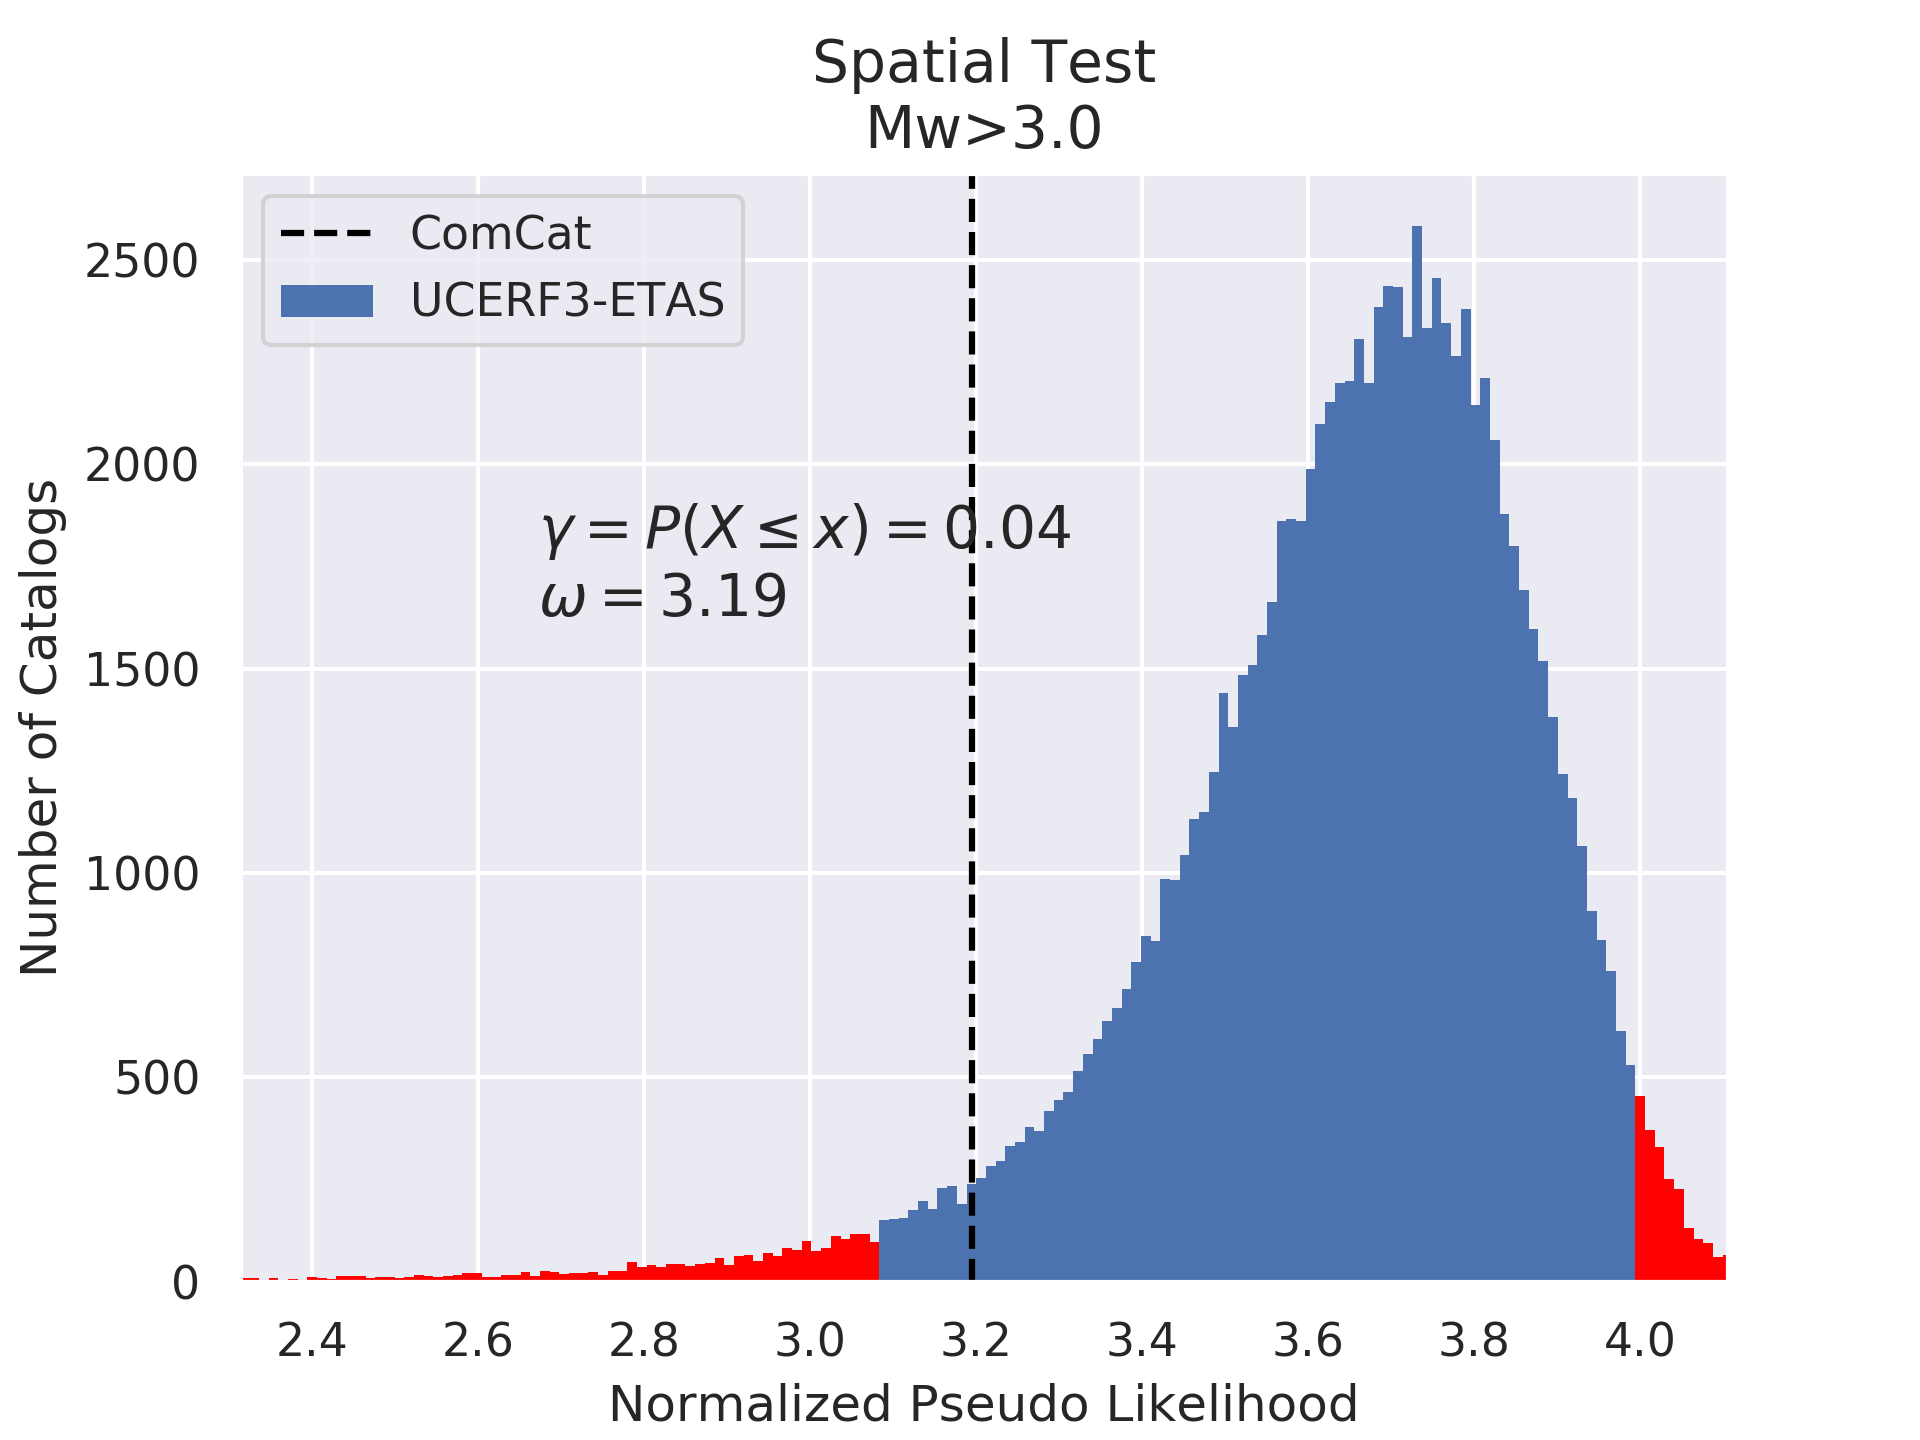 Spatial Test
Mw>3.0
ComCat
UCERF3-ETAS
γ = P(X ≤ x) = 0.04
ω = 3.19
Number of Catalogs
2500
2000
1500
1000
500
0
2.4 2.6 2.8 3.0 3.2 3.4 3.6 3.8 4.0
Normalized Pseudo Likelihood